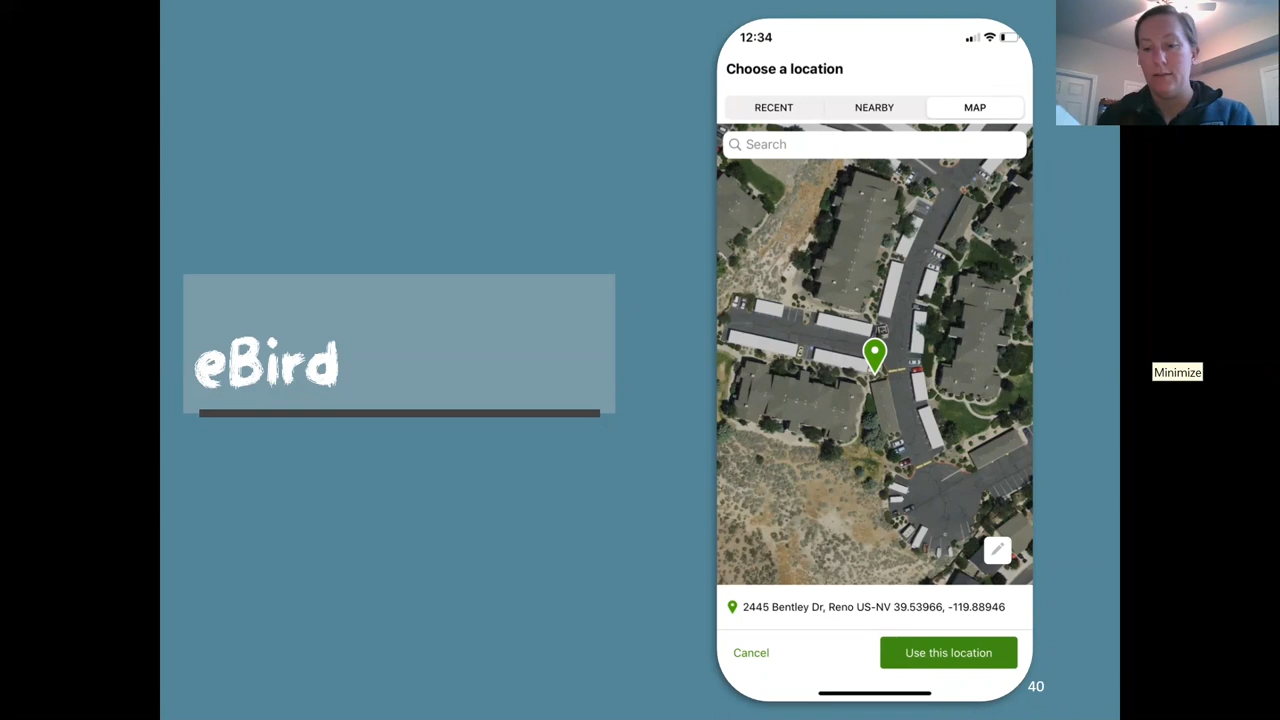 eBird
12:34
Choose a location
RECENT NEARBY MAP
Search
2445 Bentley Dr, Reno US-NV 39.53966, -119.88946
Cancel Use this location
40
Minimize